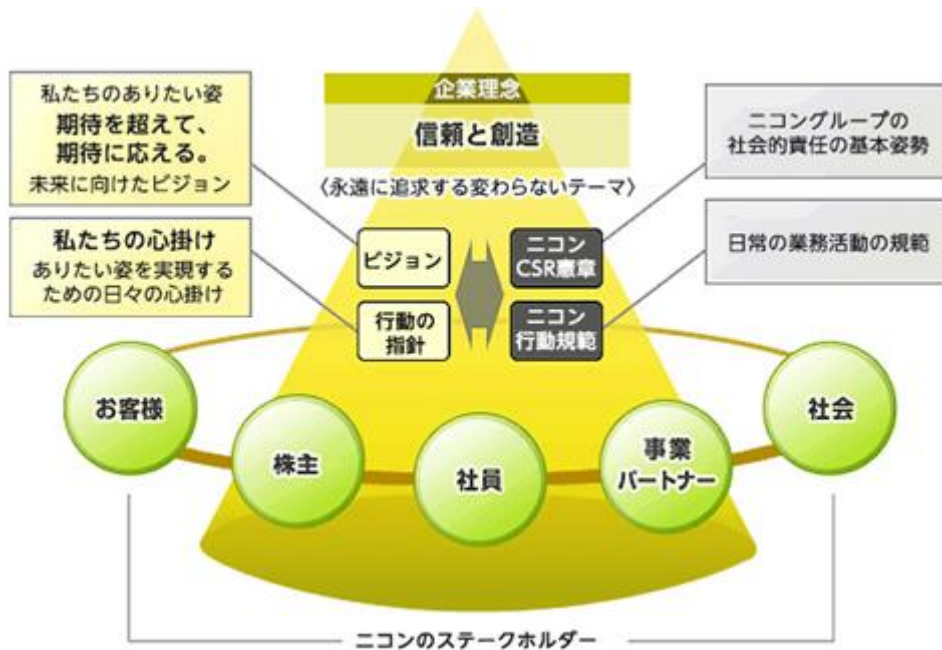 企業理念
信頼と創造
〈永遠に追求する変わらないテーマ〉
私たちのありたい姿
期待を超えて、
期待に応える。
未来に向けたビジョン
私たちの心掛け
ありたい姿を実現する
ための日々の心掛け
ビジョン
行動の
指針
ニコン
CSR憲章
ニコン
行動規範
ニコングループの
社会的責任の基本姿勢
日常の業務活動の規範
お客様
株主
社員
事業
パートナー
社会
ニコンのステークホルダー